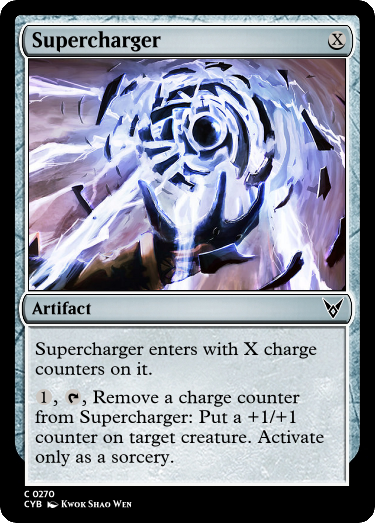 Supercharger X
Artifact
Supercharger enters with X charge
counters on it.
1, , Remove a charge counter
from Supercharger: Put a +1/+1
counter on target creature. Activate
only as a sorcery.
C 0270
CYB Kwok Shao Wen